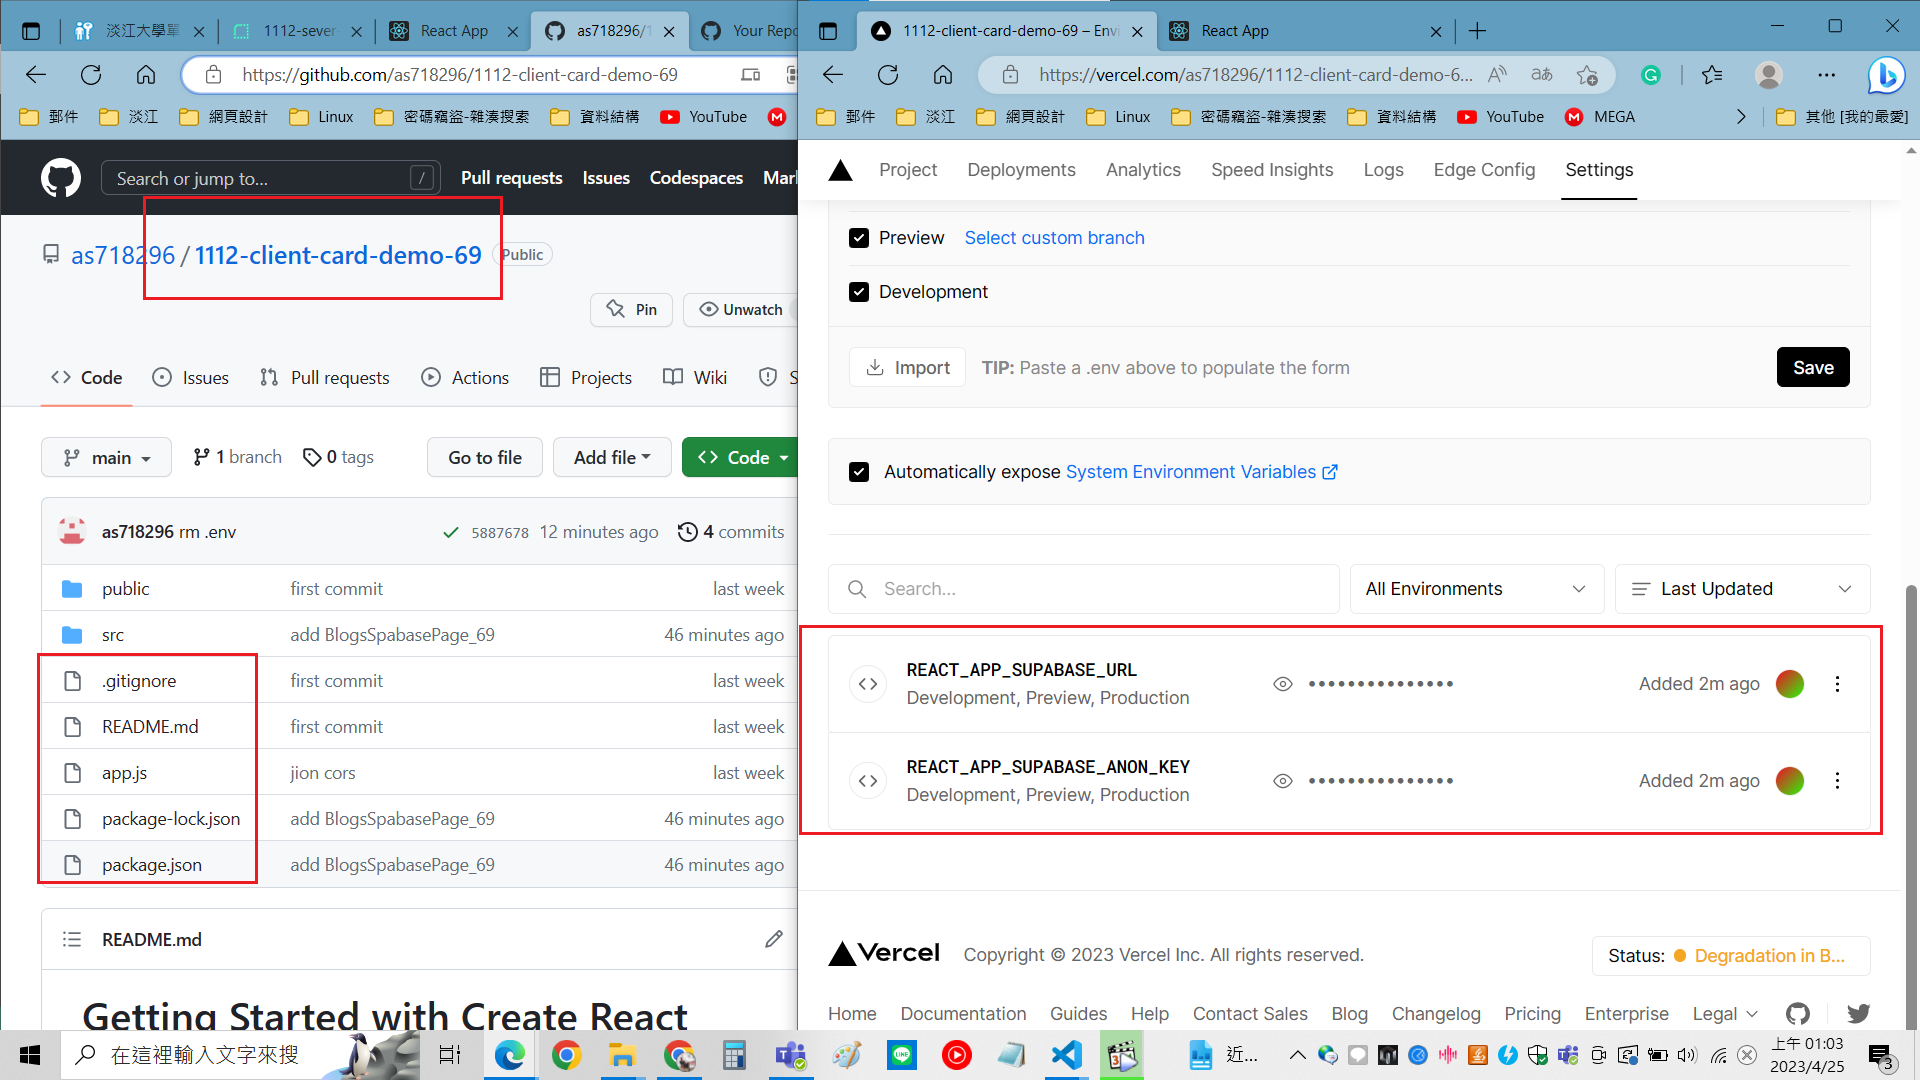 淡江大學單
1112-sever-
React App
as718296/1
Your Repo
https://github.com/as718296/1112-client-card-demo-69
郵件
淡江
網頁設計
Linux
密碼竊盜-雜湊搜索
資料結構
YouTube
Search or jump to...
/
Pull requests
Issues
Codespaces
Mark
as718296 / 1112-client-card-demo-69
Public
Pin
Unwatch
Code
Issues
Pull requests
Actions
Projects
Wiki
S
main
1 branch
0 tags
Go to file
Add file
Code
as718296 rm .env
5887678
12 minutes ago
4 commits
public
first commit
last week
src
add BlogsSpabasePage_69
46 minutes ago
.gitignore
first commit
last week
README.md
first commit
last week
app.js
jion cors
last week
package-lock.json
add BlogsSpabasePage_69
46 minutes ago
package.json
add BlogsSpabasePage_69
46 minutes ago
README.md
Getting Started with Create React
1112-client-card-demo-69 – Envi
React App
https://vercel.com/as718296/1112-client-card-demo-6...
郵件
淡江
網頁設計
Linux
密碼竊盜-雜湊搜索
資料結構
YouTube
MEGA
其他 [我的最愛]
Project
Deployments
Analytics
Speed Insights
Logs
Edge Config
Settings
Preview
Select custom branch
Development
Import
TIP: Paste a .env above to populate the form
Save
Automatically expose System Environment Variables
Search...
All Environments
Last Updated
REACT_APP_SUPABASE_URL
Development, Preview, Production
•••••••••••••••
Added 2m ago
REACT_APP_SUPABASE_ANON_KEY
Development, Preview, Production
•••••••••••••••
Added 2m ago
Vercel
Copyright © 2023 Vercel Inc. All rights reserved.
Status:
Degradation in B...
Home
Documentation
Guides
Help
Contact Sales
Blog
Changelog
Pricing
Enterprise
Legal
在這裡輸入文字來搜
近...
上午 01:03
2023/4/25
3